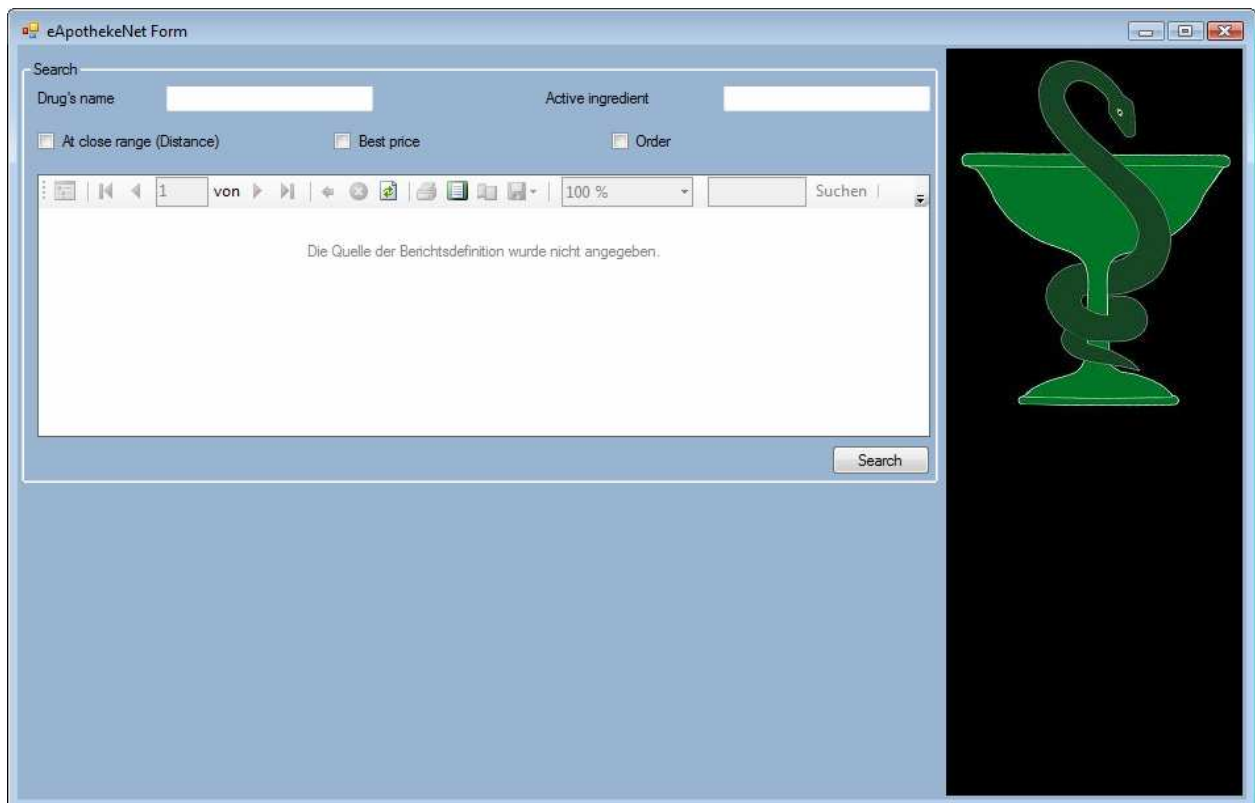 eApothekeNet Form
Search
Drug's name Active ingredient
At close range (Distance) Best price Order
1 von 100 % Suchen
Die Quelle der Berichtsdefinition wurde nicht angegeben.
Search